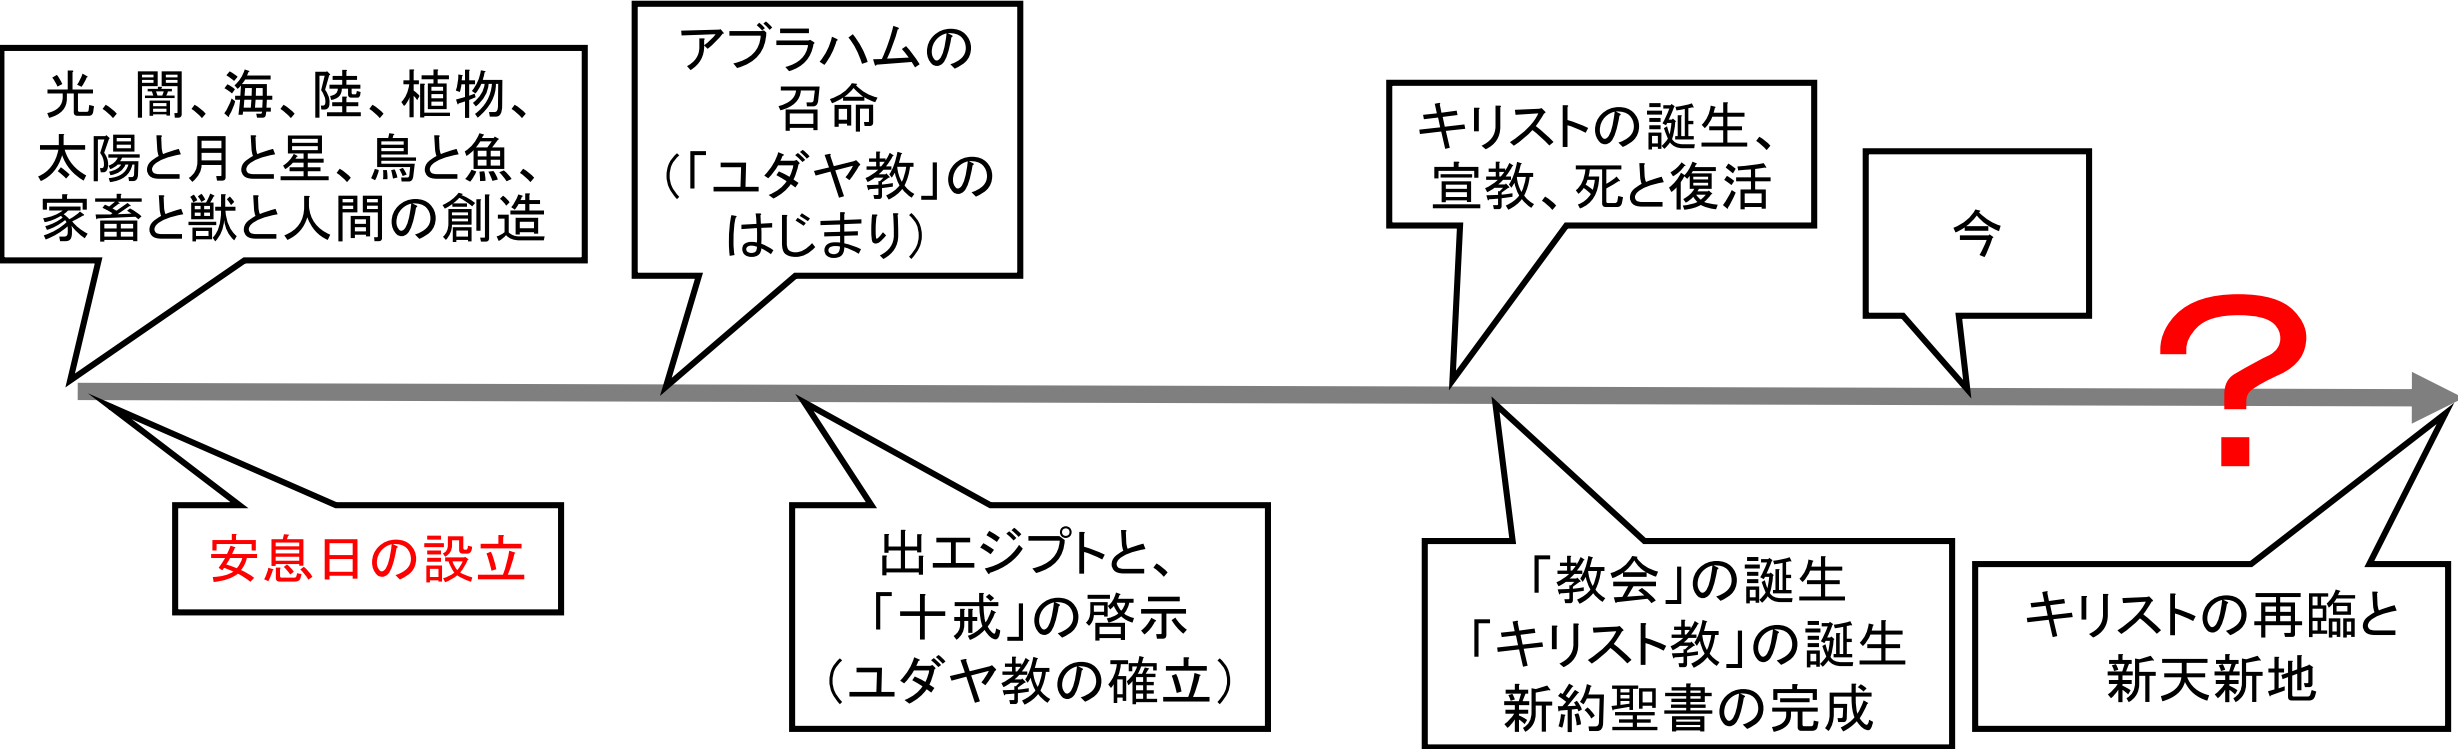 光、闇、海、陸、植物、
太陽と月と星、鳥と魚、
家畜と獣と人間の創造
アブラハムの
召命
（「ユダヤ教」の
はじまり）
キリストの誕生、
宣教、死と復活
今
？
安息日の設立
出エジプトと、
「十戒」の啓示
（ユダヤ教の確立）
「教会」の誕生
「キリスト教」の誕生
新約聖書の完成
キリストの再臨と
新天新地